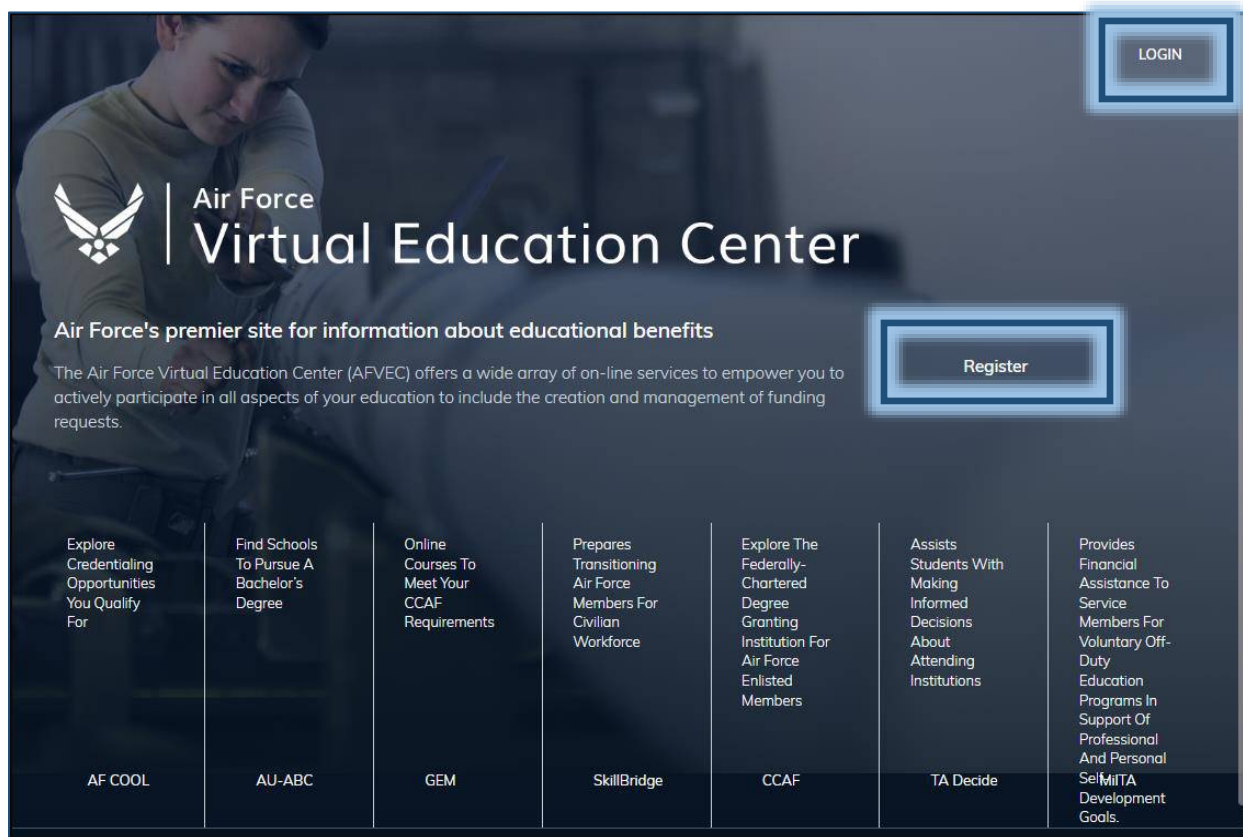 LOGIN
Air Force
Virtual Education Center
Air Force's premier site for information about educational benefits
The Air Force Virtual Education Center (AFVEC) offers a wide array of on-line services to empower you to
actively participate in all aspects of your education to include the creation and management of funding
requests.
Register
Explore
Credentialing
Opportunities
You Qualify
For
AF COOL
Find Schools
To Pursue A
Bachelor's
Degree
AU-ABC
Online
Courses To
Meet Your
CCAF
Requirements
GEM
Prepares
Transitioning
Air Force
Members For
Civilian
Workforce
SkillBridge
Explore The
Federally-
Chartered
Degree
Granting
Institution For
Air Force
Enlisted
Members
CCAF
Assists
Students With
Making
Informed
Decisions
About
Attending
Institutions
TA Decide
Provides
Financial
Assistance To
Service
Members For
Voluntary Off-
Duty
Education
Programs In
Support Of
Professional
And Personal
Self-
Development
Goals.
MilTA